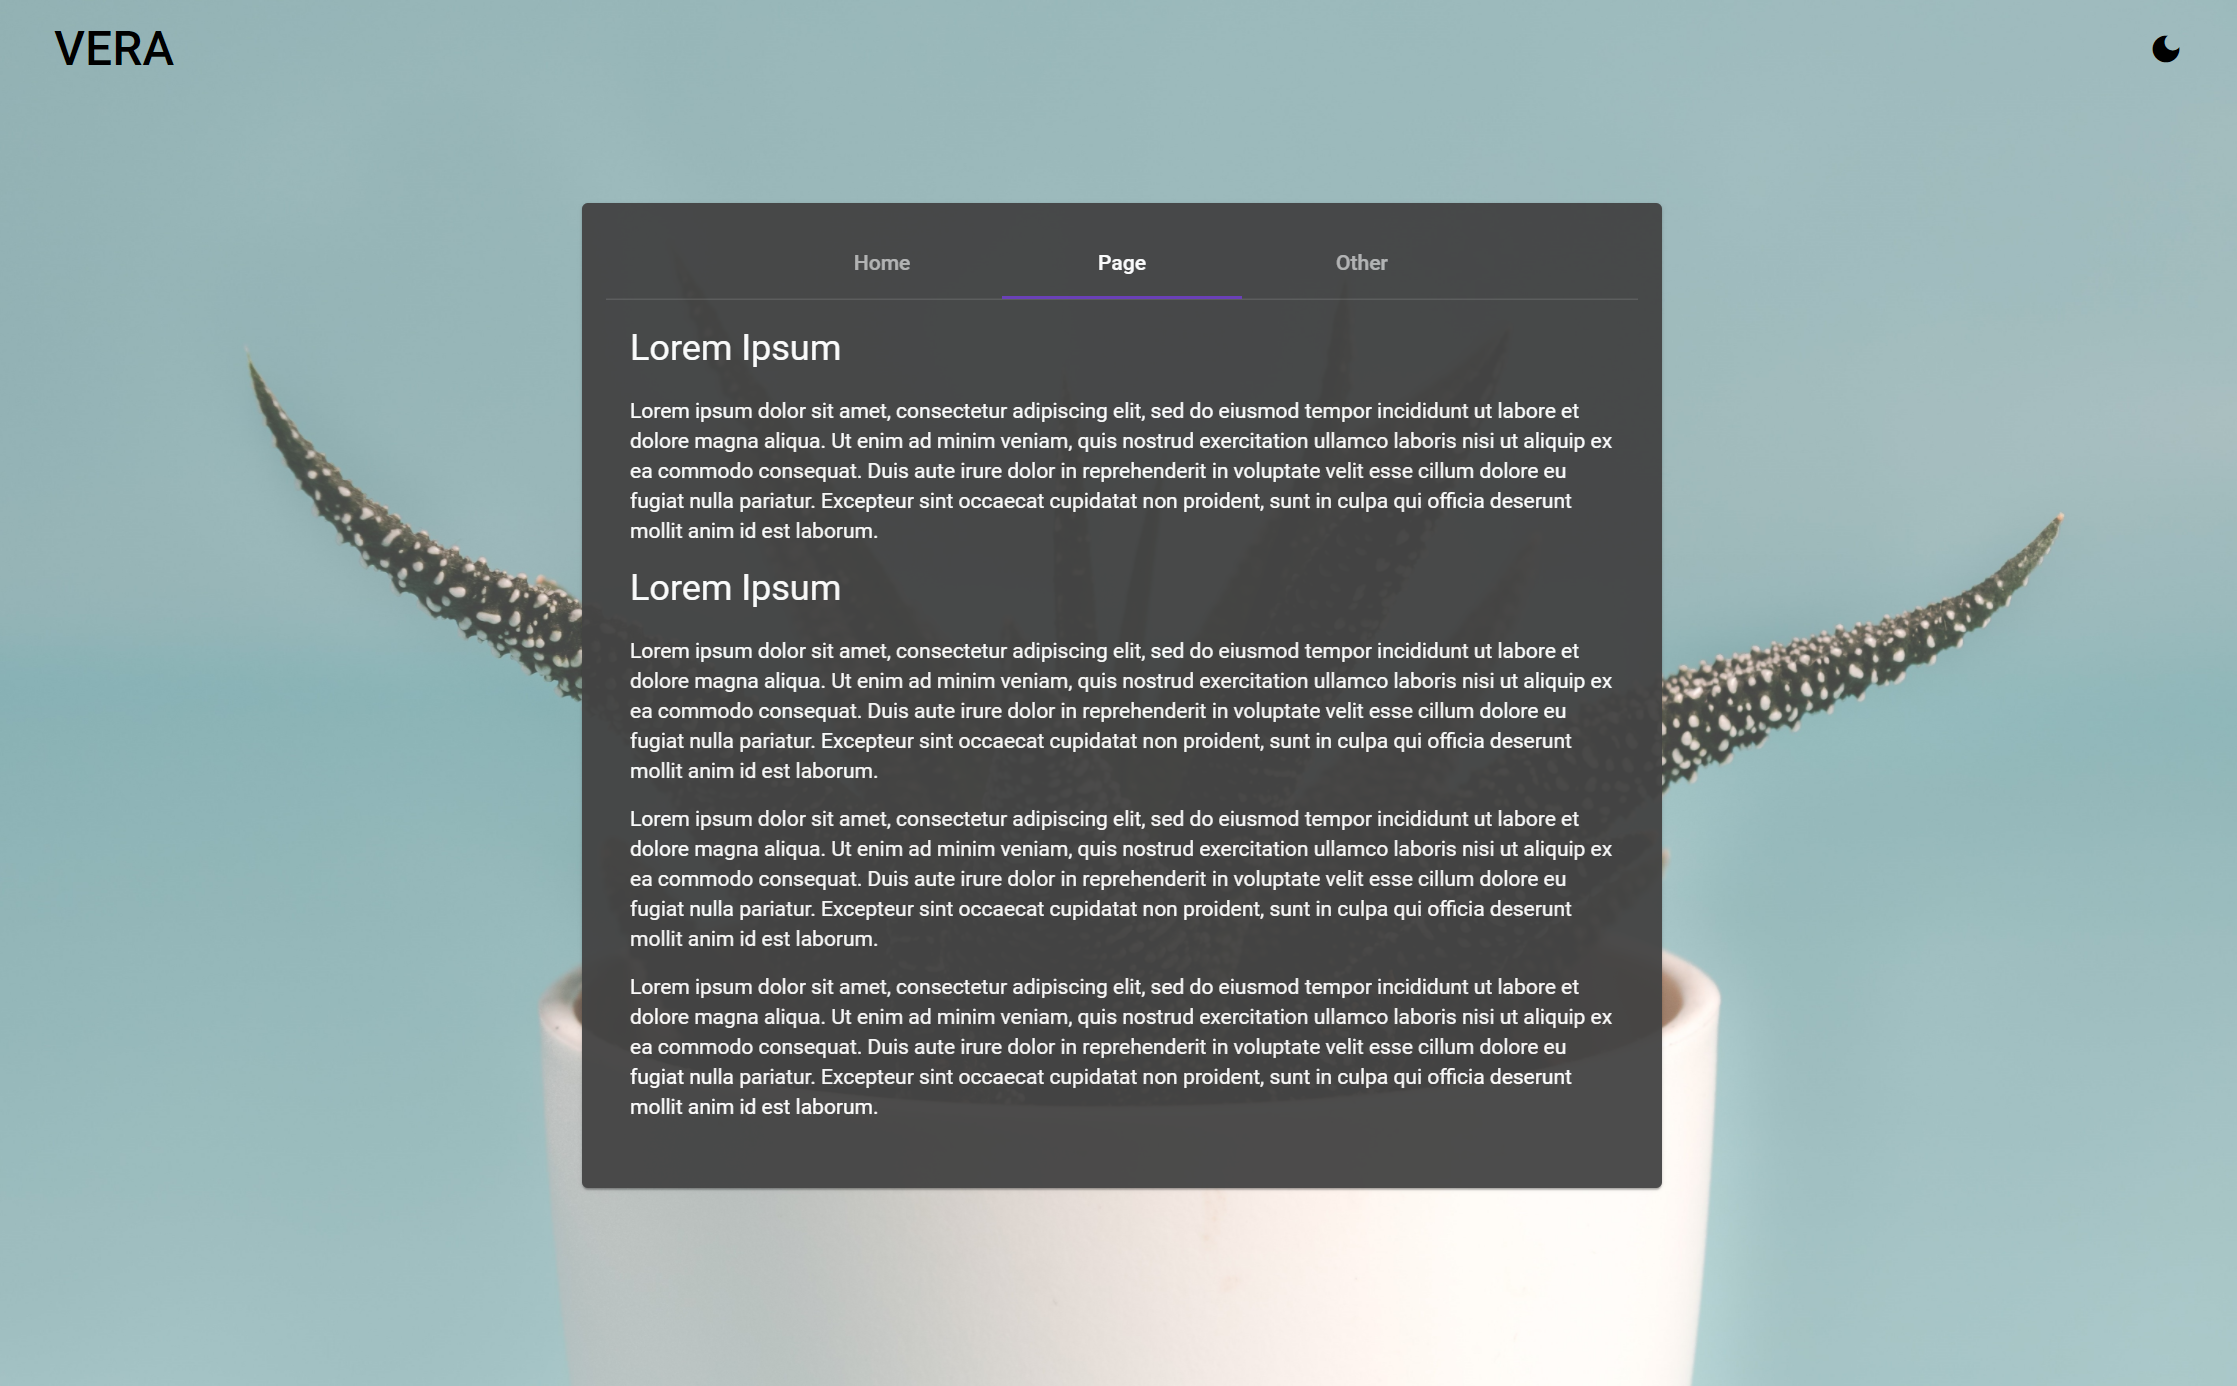 VERA
Home Page Other
Lorem Ipsum
Lorem ipsum dolor sit amet, consectetur adipiscing elit, sed do eiusmod tempor incididunt ut labore et
dolore magna aliqua. Ut enim ad minim veniam, quis nostrud exercitation ullamco laboris nisi ut aliquip ex
ea commodo consequat. Duis aute irure dolor in reprehenderit in voluptate velit esse cillum dolore eu
fugiat nulla pariatur. Excepteur sint occaecat cupidatat non proident, sunt in culpa qui officia deserunt
mollit anim id est laborum.
Lorem Ipsum
Lorem ipsum dolor sit amet, consectetur adipiscing elit, sed do eiusmod tempor incididunt ut labore et
dolore magna aliqua. Ut enim ad minim veniam, quis nostrud exercitation ullamco laboris nisi ut aliquip ex
ea commodo consequat. Duis aute irure dolor in reprehenderit in voluptate velit esse cillum dolore eu
fugiat nulla pariatur. Excepteur sint occaecat cupidatat non proident, sunt in culpa qui officia deserunt
mollit anim id est laborum.
Lorem ipsum dolor sit amet, consectetur adipiscing elit, sed do eiusmod tempor incididunt ut labore et
dolore magna aliqua. Ut enim ad minim veniam, quis nostrud exercitation ullamco laboris nisi ut aliquip ex
ea commodo consequat. Duis aute irure dolor in reprehenderit in voluptate velit esse cillum dolore eu
fugiat nulla pariatur. Excepteur sint occaecat cupidatat non proident, sunt in culpa qui officia deserunt
mollit anim id est laborum.
Lorem ipsum dolor sit amet, consectetur adipiscing elit, sed do eiusmod tempor incididunt ut labore et
dolore magna aliqua. Ut enim ad minim veniam, quis nostrud exercitation ullamco laboris nisi ut aliquip ex
ea commodo consequat. Duis aute irure dolor in reprehenderit in voluptate velit esse cillum dolore eu
fugiat nulla pariatur. Excepteur sint occaecat cupidatat non proident, sunt in culpa qui officia deserunt
mollit anim id est laborum.